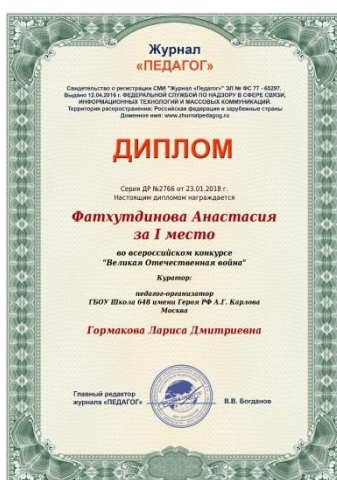 Журнал
«ПЕДАГОГ»
Свидетельство о регистрации СМИ "Журнал «Педагог»" ЭЛ № ФС 77 - 65297.
Выдано 12.04.2016 г. ФЕДЕРАЛЬНОЙ СЛУЖБОЙ ПО НАДЗОРУ В СФЕРЕ СВЯЗИ,
ИНФОРМАЦИОННЫХ ТЕХНОЛОГИЙ И МАССОВЫХ КОММУНИКАЦИЙ.
Территория распространения: Российская федерация и зарубежные страны
Доменное имя: www.zhurnalpedagog.ru
ДИПЛОМ
Серия ДР №2766 от 23.01.2018 г.
Настоящим дипломом награждается
Фатхутдинова Анастасия
за I место
во всероссийском конкурсе
"Великая Отечественная война"
Куратор:
педагог-организатор
ГБОУ Школа 648 имени Героя РФ А.Г. Карлова
Москва
Гормакова Лариса Дмитриевна
Главный редактор
журнала «ПЕДАГОГ»
В.В. Богданов